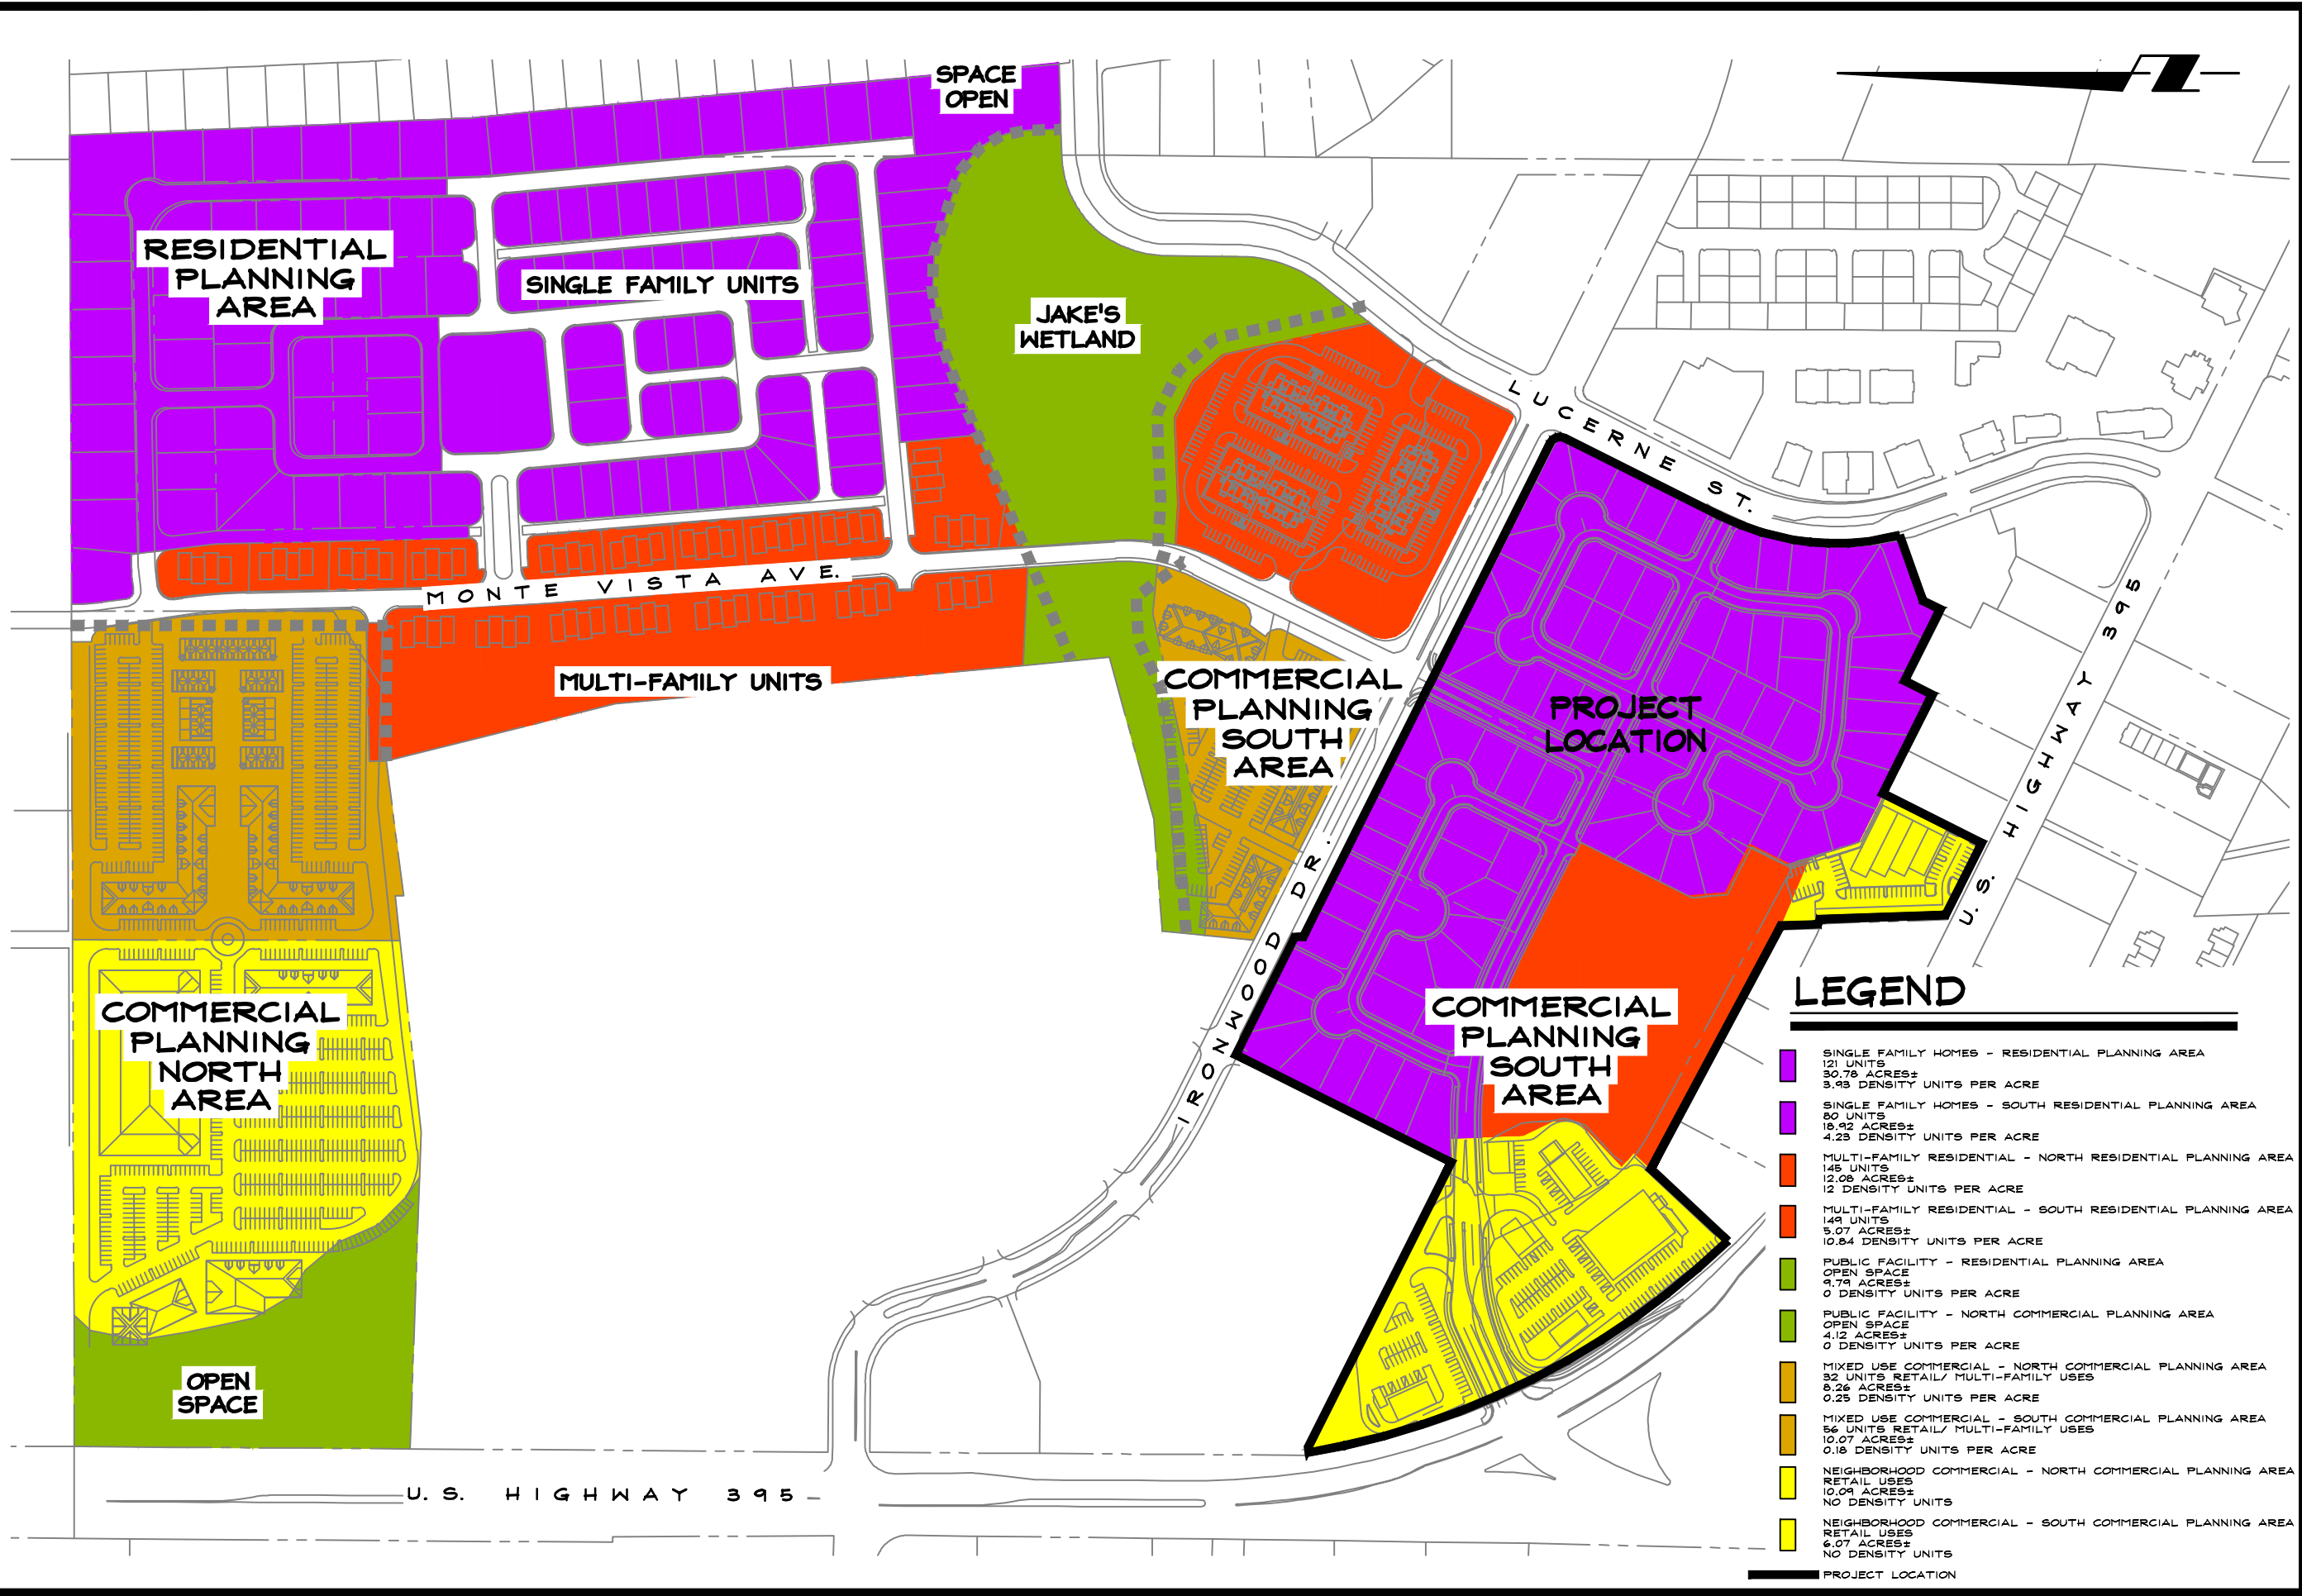 SPACE
OPEN
RESIDENTIAL
PLANNING
AREA
SINGLE FAMILY UNITS
JAKE'S
WETLAND
LUCERNE ST.
MONTE VISTA AVE.
MULTI-FAMILY UNITS
COMMERCIAL
PLANNING
SOUTH
AREA
PROJECT
LOCATION
U.S. HIGHWAY 395
IRONWOOD DR.
COMMERCIAL
PLANNING
NORTH
AREA
COMMERCIAL
PLANNING
SOUTH
AREA
OPEN
SPACE
U.S. HIGHWAY 395
LEGEND
SINGLE FAMILY HOMES - RESIDENTIAL PLANNING AREA
121 UNITS
30.78 ACRES±
3.93 DENSITY UNITS PER ACRE
SINGLE FAMILY HOMES - SOUTH RESIDENTIAL PLANNING AREA
80 UNITS
18.92 ACRES±
4.23 DENSITY UNITS PER ACRE
MULTI-FAMILY RESIDENTIAL - NORTH RESIDENTIAL PLANNING AREA
145 UNITS
12.08 ACRES±
12 DENSITY UNITS PER ACRE
MULTI-FAMILY RESIDENTIAL - SOUTH RESIDENTIAL PLANNING AREA
149 UNITS
5.07 ACRES±
10.84 DENSITY UNITS PER ACRE
PUBLIC FACILITY - RESIDENTIAL PLANNING AREA
OPEN SPACE
9.79 ACRES±
0 DENSITY UNITS PER ACRE
PUBLIC FACILITY - NORTH COMMERCIAL PLANNING AREA
OPEN SPACE
4.12 ACRES±
0 DENSITY UNITS PER ACRE
MIXED USE COMMERCIAL - NORTH COMMERCIAL PLANNING AREA
32 UNITS RETAIL/ MULTI-FAMILY USES
8.26 ACRES±
0.25 DENSITY UNITS PER ACRE
MIXED USE COMMERCIAL - SOUTH COMMERCIAL PLANNING AREA
56 UNITS RETAIL/ MULTI-FAMILY USES
10.07 ACRES±
0.18 DENSITY UNITS PER ACRE
NEIGHBORHOOD COMMERCIAL - NORTH COMMERCIAL PLANNING AREA
RETAIL USES
10.09 ACRES±
NO DENSITY UNITS
NEIGHBORHOOD COMMERCIAL - SOUTH COMMERCIAL PLANNING AREA
RETAIL USES
6.07 ACRES±
NO DENSITY UNITS
PROJECT LOCATION